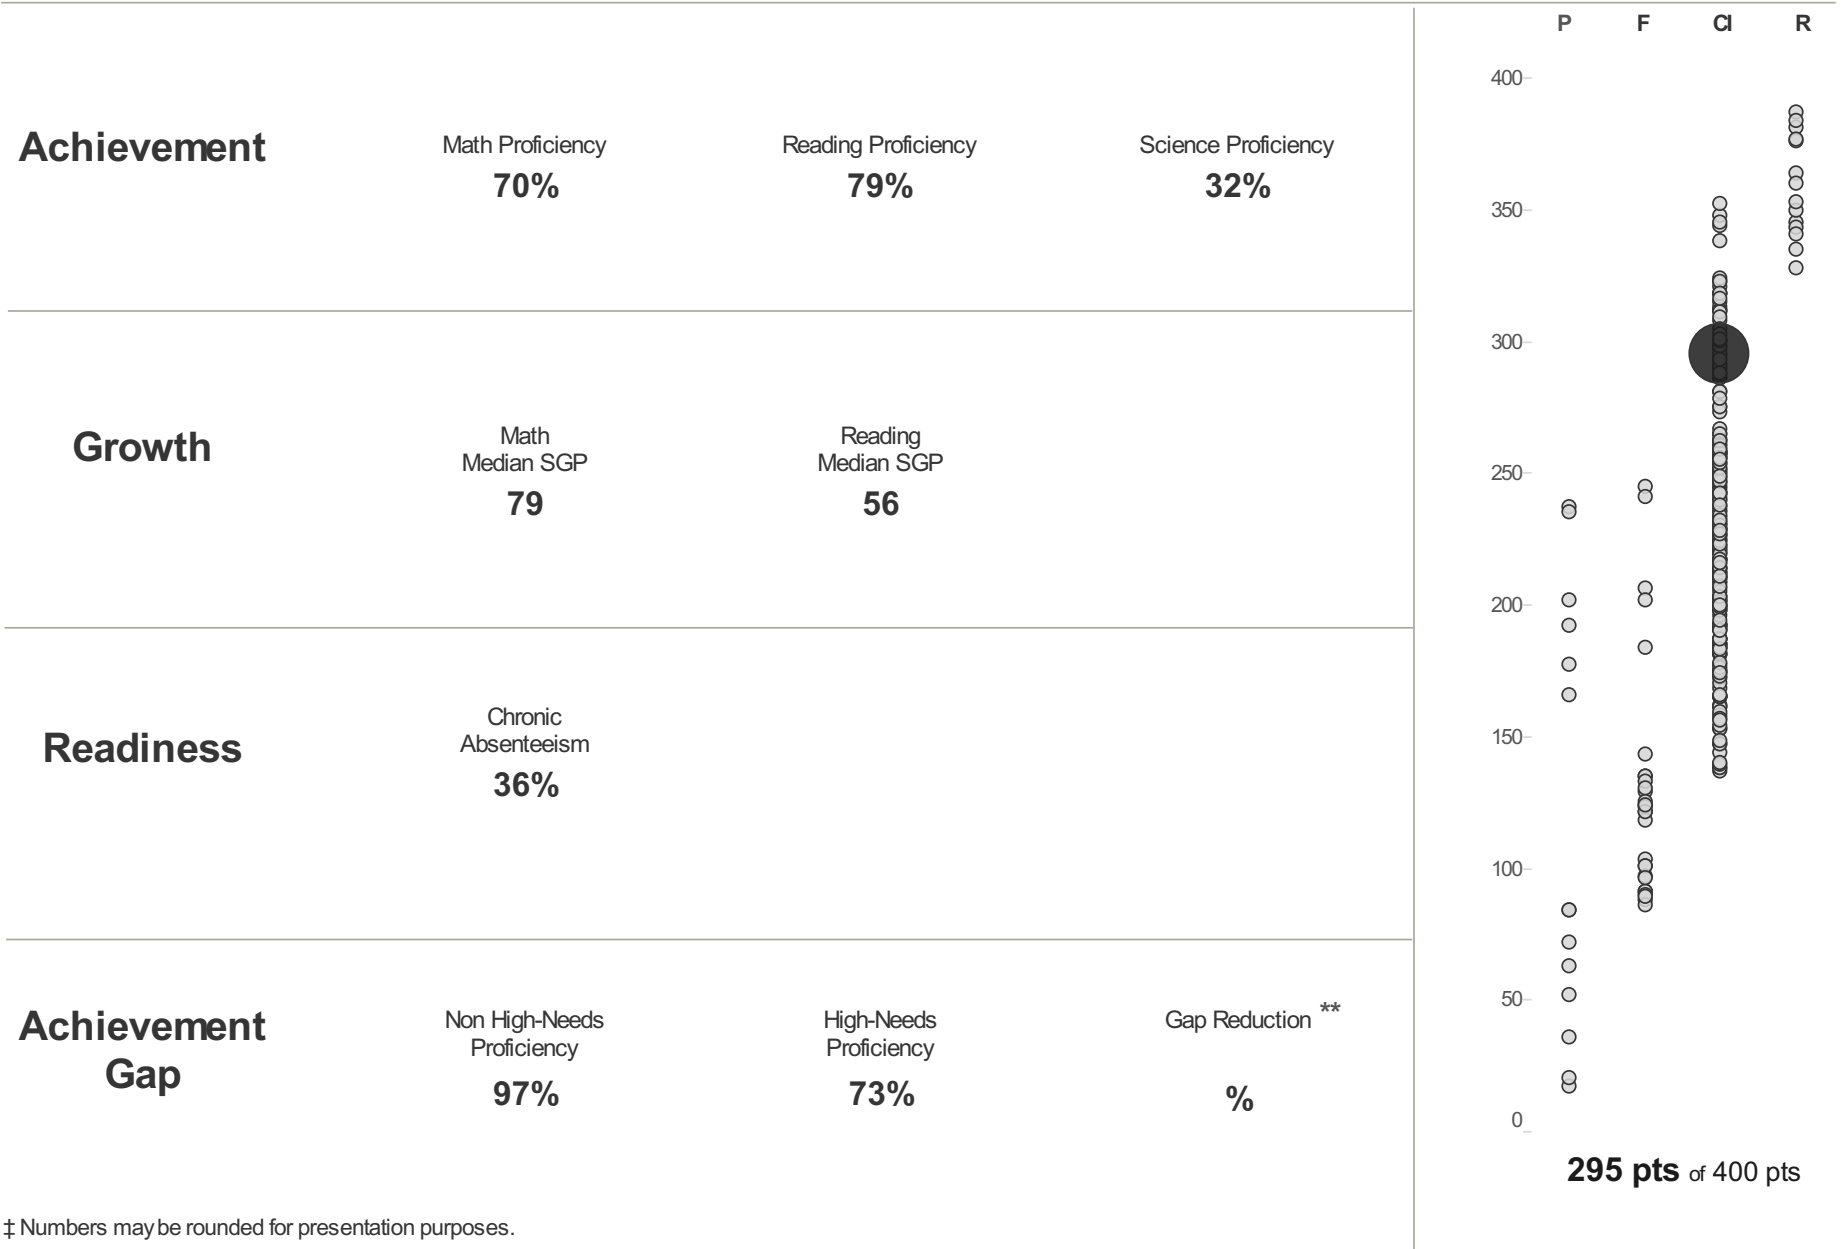 P F CI R
400
Achievement
Math Proficiency Reading Proficiency Science Proficiency
70% 79% 32%
350
300
Growth
Math Reading
Median SGP Median SGP
79 56
250
200
Readiness
Chronic
Absenteeism
36%
150
100
50
Achievement
Gap
Non High-Needs High-Needs Gap Reduction **
Proficiency Proficiency
97% 73% %
0
295 pts of 400 pts
‡ Numbers may be rounded for presentation purposes.